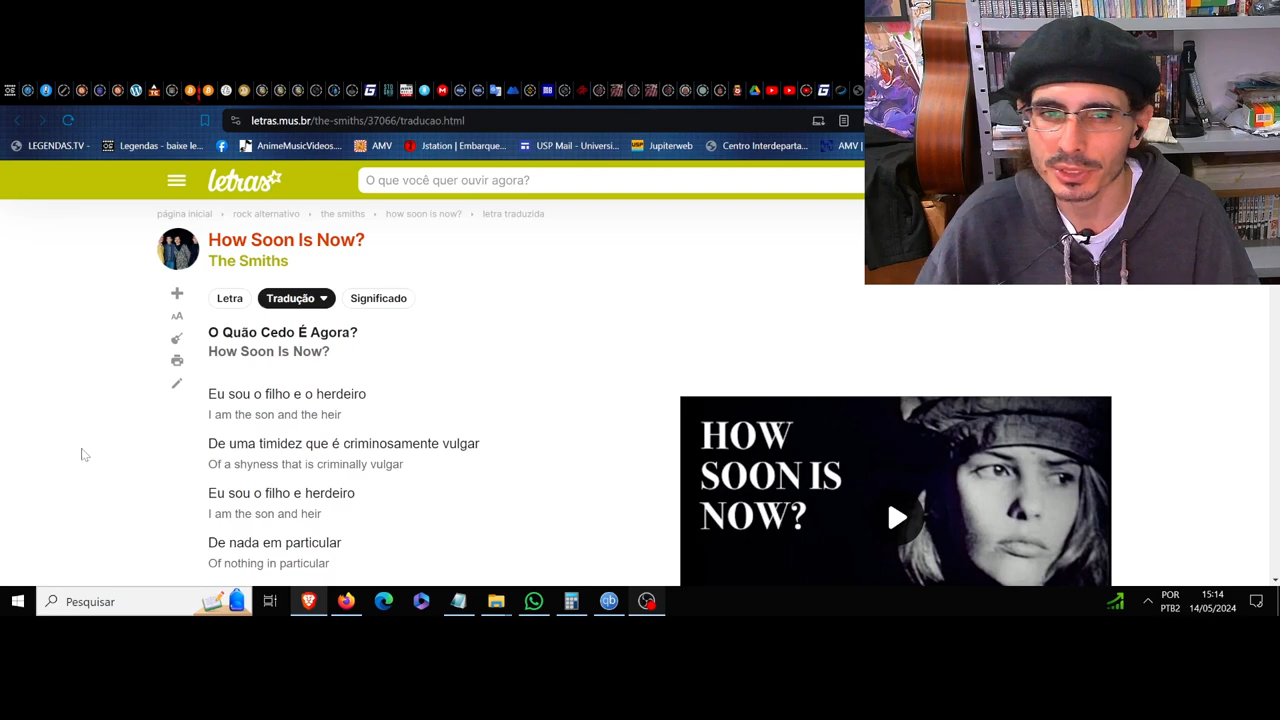 letras.mus.br/the-smiths/37066/traducao.html
LEGENDAS.TV - Legendas - baixe le... AnimeMusicVideos.... AMV Jstation | Embarque... USP Mail - Universi... Jupiterweb Centro Interdeparta... AMV |
letras
O que você quer ouvir agora?
página inicial › rock alternativo › the smiths › how soon is now? › letra traduzida
How Soon Is Now?
The Smiths
Letra Tradução Significado
AA
O Quão Cedo É Agora?
How Soon Is Now?
Eu sou o filho e o herdeiro
I am the son and the heir
De uma timidez que é criminosamente vulgar
Of a shyness that is criminally vulgar
Eu sou o filho e herdeiro
I am the son and heir
De nada em particular
Of nothing in particular
HOW
SOON IS
NOW?
Pesquisar
POR 15:14
PTB2 14/05/2024